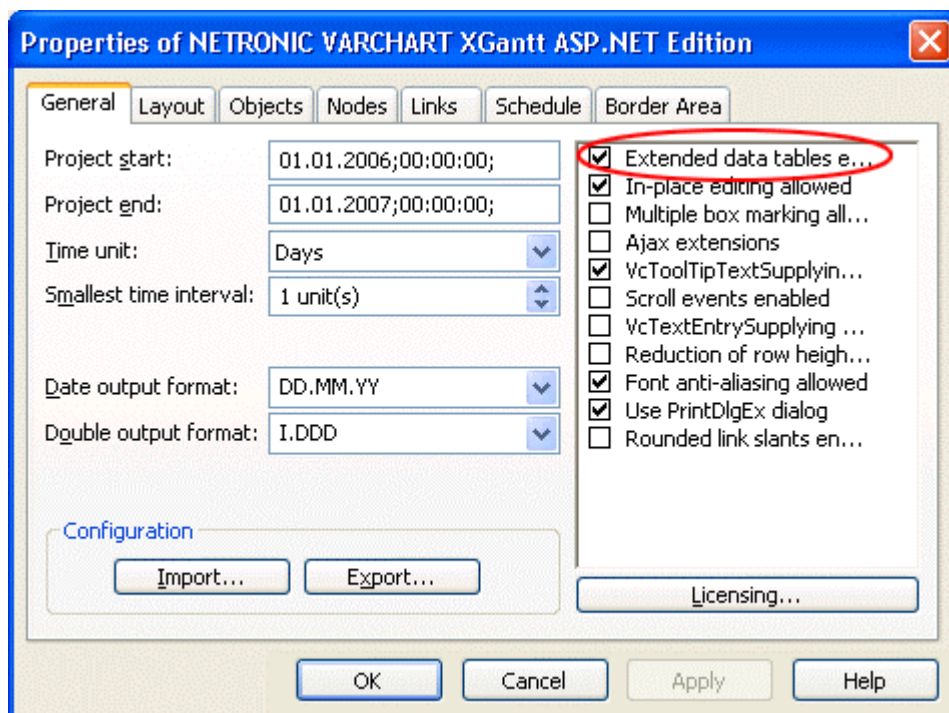 Properties of NETRONIC VARCHART XGantt ASP.NET Edition
General Layout Objects Nodes Links Schedule Border Area
Project start: 01.01.2006;00:00:00;
Project end: 01.01.2007;00:00:00;
Time unit: Days
Smallest time interval: 1 unit(s)
Date output format: DD.MM.YY
Double output format: I.DDD
Configuration
Import... Export...
Extended data tables e...
In-place editing allowed
Multiple box marking all...
Ajax extensions
VcToolTipTextSupplyin...
Scroll events enabled
VcTextEntrySupplying ...
Reduction of row heigh...
Font anti-aliasing allowed
Use PrintDlgEx dialog
Rounded link slants en...
Licensing...
OK Cancel Apply Help